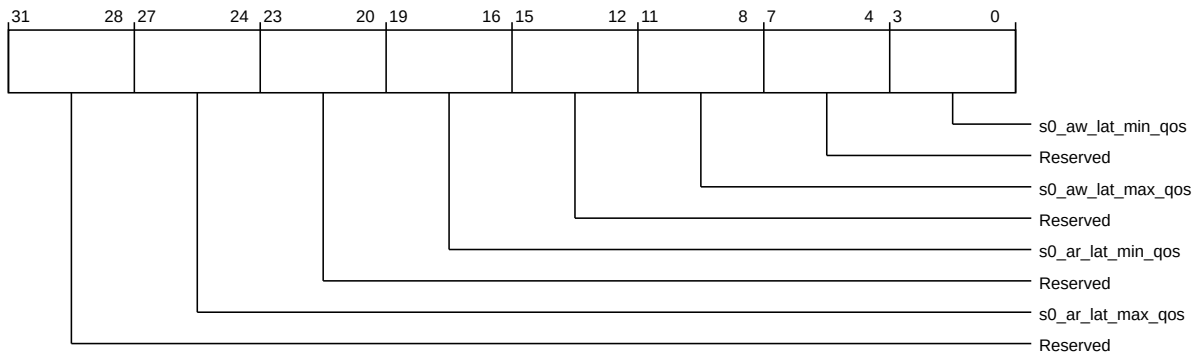 31 28 27 24 23 20 19 16 15 12 11 8 7 4 3 0
s0_aw_lat_min_qos
Reserved
s0_aw_lat_max_qos
Reserved
s0_ar_lat_min_qos
Reserved
s0_ar_lat_max_qos
Reserved